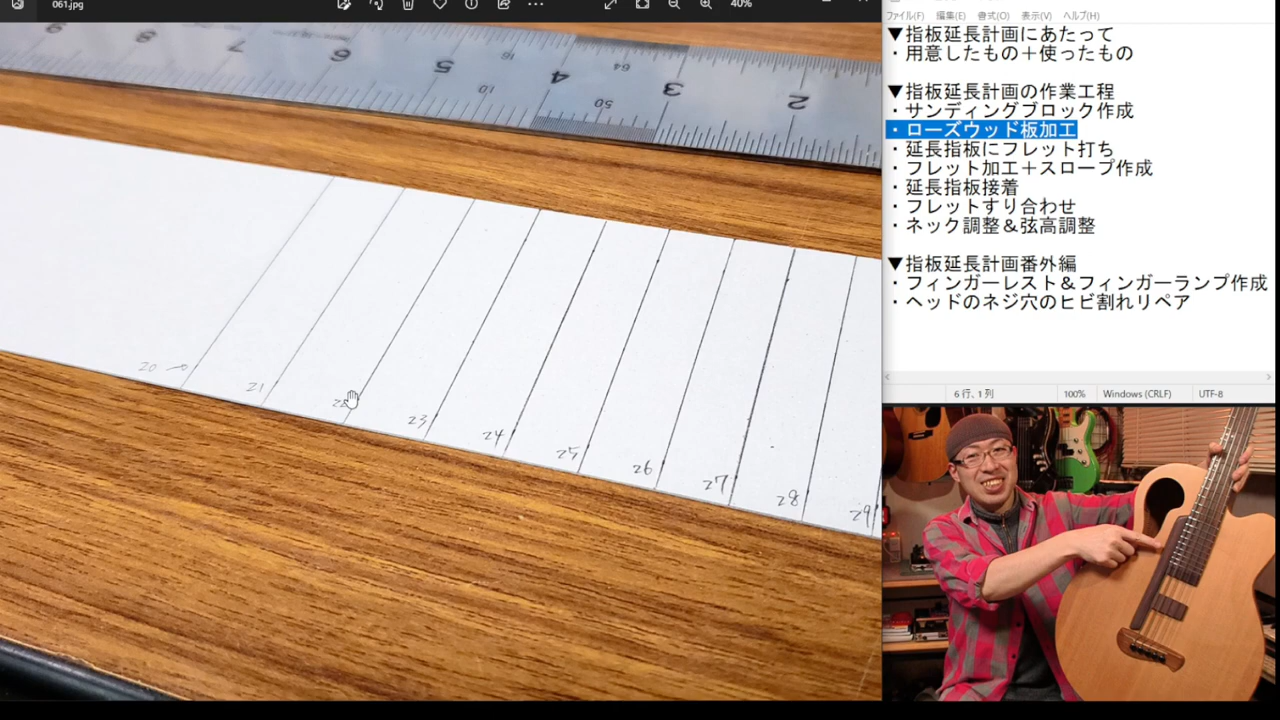 061.jpg
40%
9
8
7
6
5
4
3
2
16
64
10
50
20
21
22
23
24
25
26
27
28
29
ファイル(F) 編集(E) 書式(O) 表示(V) ヘルプ(H)
▼指板延長計画にあたって
・用意したもの＋使ったもの
▼指板延長計画の作業工程
・サンディングブロック作成
・ローズウッド板加工
・延長指板にフレット打ち
・フレット加工＋スロープ作成
・延長指板接着
・フレットすり合わせ
・ネック調整＆弦高調整
▼指板延長計画番外編
・フィンガーレスト＆フィンガーランプ作成
・ヘッドのネジ穴のヒビ割れリペア
6 行、1 列 100% Windows (CRLF) UTF-8